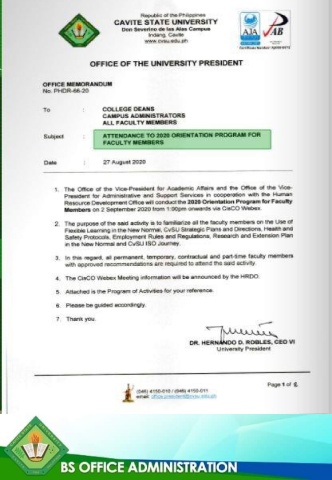 Republic of the Philippines
CAVITE STATE UNIVERSITY
Don Severino de las Alas Campus
Indang, Cavite
www.cvsu.edu.ph
AJA
AB
OFFICE OF THE UNIVERSITY PRESIDENT
OFFICE MEMORANDUM
No. PHDR-66-20
To : COLLEGE DEANS
CAMPUS ADMINISTRATORS
ALL FACULTY MEMBERS
Subject : ATTENDANCE TO 2020 ORIENTATION PROGRAM FOR
FACULTY MEMBERS
Date : 27 August 2020
1. The Office of the Vice-President for Academic Affairs and the Office of the Vice-
President for Administrative and Support Services in cooperation with the Human
Resource Development Office will conduct the 2020 Orientation Program for Faculty
Members on 2 September 2020 from 1:00pm onwards via CisCO Webex.
2. The purpose of the said activity is to familiarize all the faculty members on the Use of
Flexible Learning in the New Normal, CvSU Strategic Plans and Directions, Health and
Safety Protocols, Employment Rules and Regulations, Research and Extension Plan
in the New Normal and CvSU ISO Journey.
3. In this regard, all permanent, temporary, contractual and part-time faculty members
with approved recommendations are required to attend the said activity.
4. The CisCO Webex Meeting information will be announced by the HRDO.
5. Attached is the Program of Activities for your reference.
6. Please be guided accordingly.
7. Thank you.
DR. HERNANDO D. ROBLES, CEO VI
University President
Page 1 of
(046) 4150-010 / (046) 4150-011
email: office.president@cvsu.edu.ph
BS OFFICE ADMINISTRATION